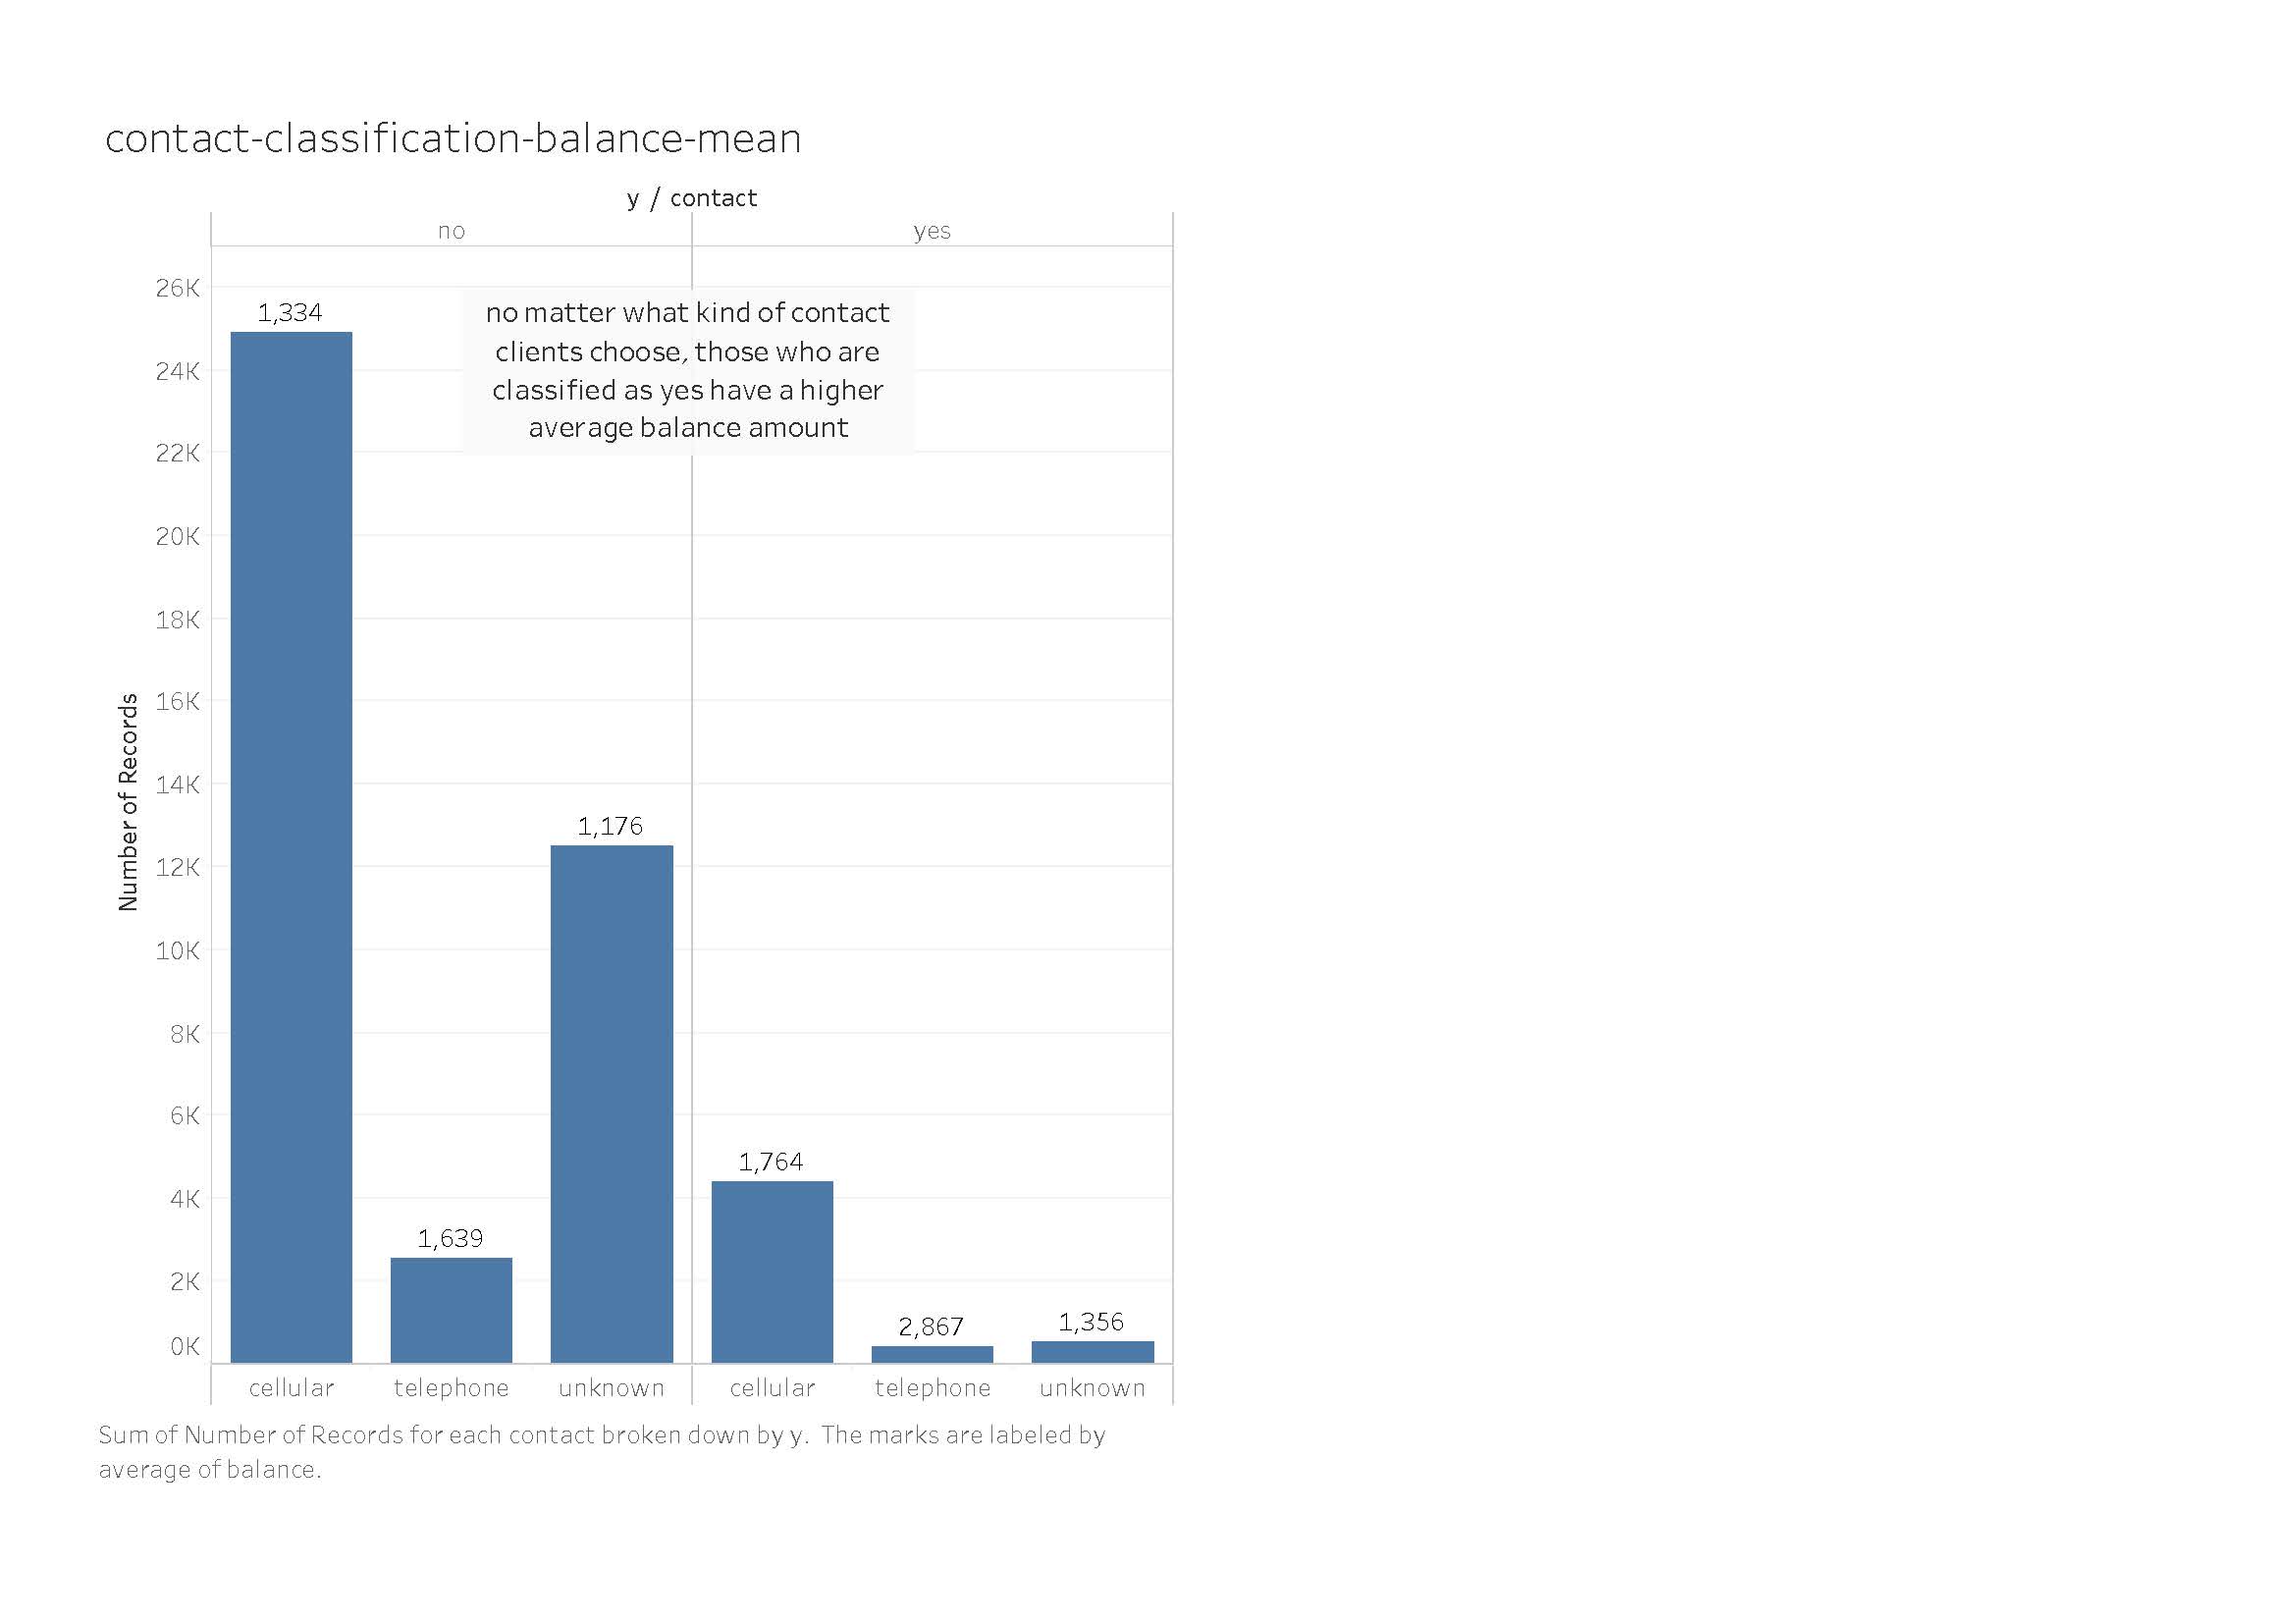 contact-classification-balance-mean
y / contact
no
yes
26K
24K
22K
20K
18K
16K
14K
12K
10K
8K
6K
4K
2K
0K
Number of Records
no matter what kind of contact
clients choose, those who are
classified as yes have a higher
average balance amount
1,334
1,639
1,176
1,764
2,867
1,356
cellular
telephone
unknown
cellular
telephone
unknown
Sum of Number of Records for each contact broken down by y. The marks are labeled by
average of balance.